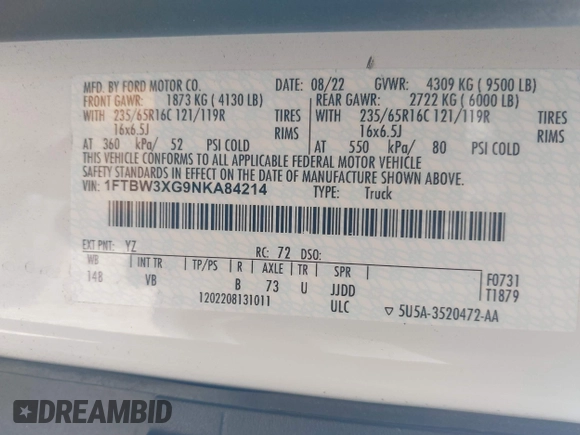 MFD. BY FORD MOTOR CO. DATE: 08/22 GVWR: 4309 KG ( 9500 LB)
FRONT GAWR: 1873 KG ( 4130 LB) REAR GAWR: 2722 KG ( 6000 LB)
WITH 235/65R16C 121/119R TIRES WITH 235/65R16C 121/119R TIRES
16x6.5J RIMS 16x6.5J RIMS
AT 360 kPa/ 52 PSI COLD AT 550 kPa/ 80 PSI COLD
THIS VEHICLE CONFORMS TO ALL APPLICABLE FEDERAL MOTOR VEHICLE
SAFETY STANDARDS IN EFFECT ON THE DATE OF MANUFACTURE SHOWN ABOVE.
VIN: 1FTBW3XG9NKA84214 TYPE: Truck
EXT PNT: YZ RC: 72 DSO:
WB INT TR TP/PS R AXLE TR SPR F0731
148 VB B 73 U JJDD T1879
1202208131011 ULC ▽ 5U5A-3520472-AA
DREAMBID